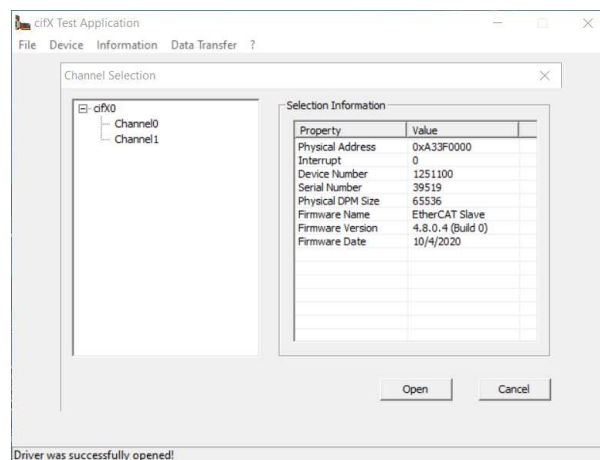 cifX Test Application
File Device Information Data Transfer ?
Channel Selection
cifX0
Channel0
Channel1
Selection Information
Property Value
Physical Address 0xA33F0000
Interrupt 0
Device Number 1251100
Serial Number 39519
Physical DPM Size 65536
Firmware Name EtherCAT Slave
Firmware Version 4.8.0.4 (Build 0)
Firmware Date 10/4/2020
Open Cancel
Driver was successfully opened!